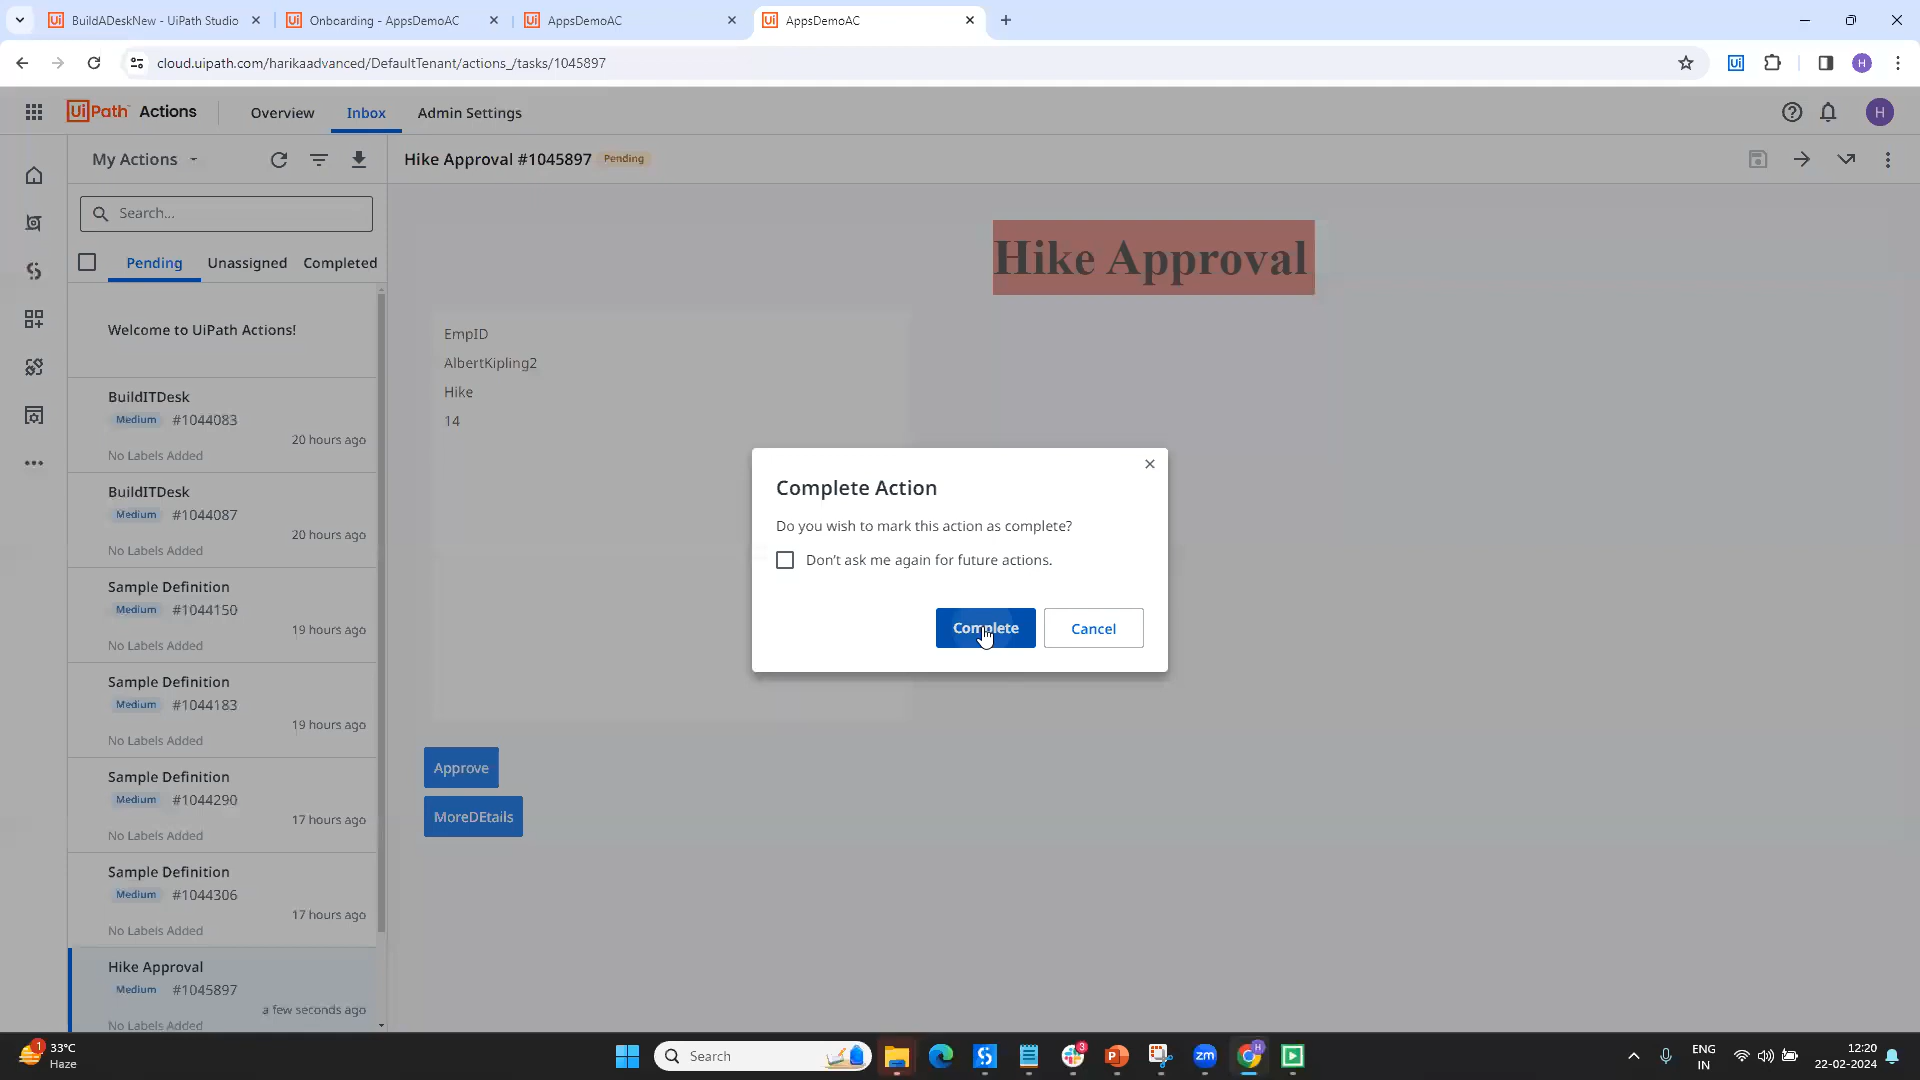 BuildADeskNew - UiPath Studio
Onboarding - AppsDemoAC
AppsDemoAC
AppsDemoAC
cloud.uipath.com/harikaadvanced/DefaultTenant/actions_/tasks/1045897
Ui
H
UiPath Actions
Overview
Inbox
Admin Settings
H
My Actions
Hike Approval #1045897 Pending
Search...
Pending
Unassigned
Completed
Welcome to UiPath Actions!
BuildITDesk
Medium #1044083
20 hours ago
No Labels Added
BuildITDesk
Medium #1044087
20 hours ago
No Labels Added
Sample Definition
Medium #1044150
19 hours ago
No Labels Added
Sample Definition
Medium #1044183
19 hours ago
No Labels Added
Sample Definition
Medium #1044290
17 hours ago
No Labels Added
Sample Definition
Medium #1044306
17 hours ago
No Labels Added
Hike Approval
Medium #1045897
a few seconds ago
No Labels Added
Hike Approval
EmpID
AlbertKipling2
Hike
14
Complete Action
Do you wish to mark this action as complete?
Don't ask me again for future actions.
Complete
Cancel
Approve
MoreDEtails
1
33°C
Haze
Search
3
zm
H
ENG
IN
12:20
22-02-2024